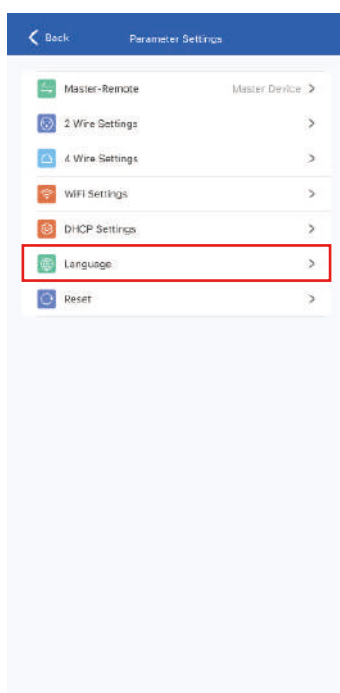 Back Parameter Settings
Master-Remote Master Device
2 Wire Settings
4 Wire Settings
WiFi Settings
DHCP Settings
Language
Reset